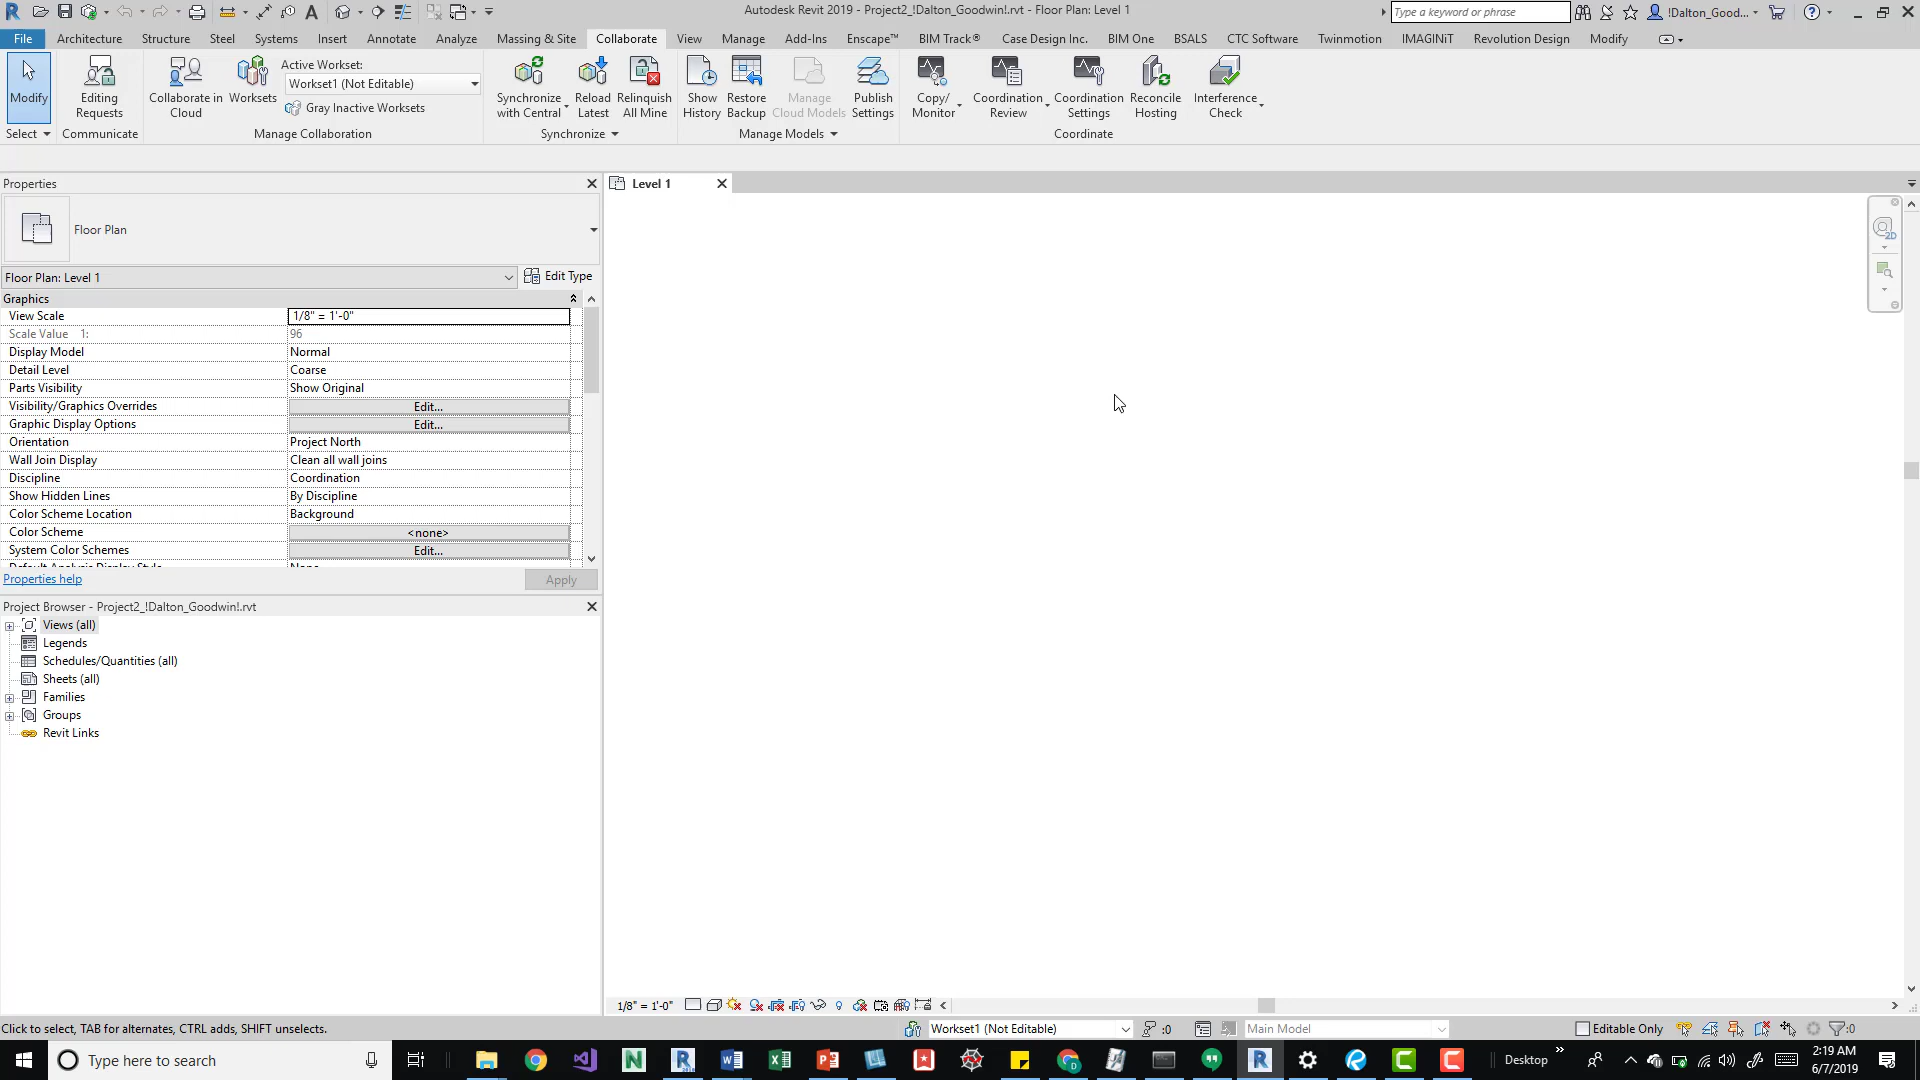 Autodesk Revit 2019 - Project2_!Dalton_Goodwin!.rvt - Floor Plan: Level 1
Type a keyword or phrase
!Dalton_Good...
File Architecture Structure Steel Systems Insert Annotate Analyze Massing & Site Collaborate View Manage Add-Ins Enscape™ BIM Track® Case Design Inc. BIM One BSALS CTC Software Twinmotion IMAGINiT Revolution Design Modify
Modify
Editing
Requests
Collaborate in
Cloud
Worksets
Active Workset:
Workset1 (Not Editable)
Gray Inactive Worksets
Synchronize
with Central
Reload
Latest
Relinquish
All Mine
Show
History
Restore
Backup
Manage
Cloud Models
Publish
Settings
Copy/
Monitor
Coordination
Review
Coordination
Settings
Reconcile
Hosting
Interference
Check
Select Communicate Manage Collaboration Synchronize Manage Models Coordinate
Properties
Level 1
2D
Floor Plan
Floor Plan: Level 1
Edit Type
Graphics
View Scale 1/8" = 1'-0"
Scale Value 1: 96
Display Model Normal
Detail Level Coarse
Parts Visibility Show Original
Visibility/Graphics Overrides Edit...
Graphic Display Options Edit...
Orientation Project North
Wall Join Display Clean all wall joins
Discipline Coordination
Show Hidden Lines By Discipline
Color Scheme Location Background
Color Scheme <none>
System Color Schemes Edit...
Default Analysis Display Style None
Properties help
Apply
Project Browser - Project2_!Dalton_Goodwin!.rvt
Views (all)
Legends
Schedules/Quantities (all)
Sheets (all)
Families
Groups
Revit Links
1/8" = 1'-0"
Click to select, TAB for alternates, CTRL adds, SHIFT unselects.
Workset1 (Not Editable)
:0
Main Model
Editable Only
:0
Type here to search
Desktop
2:19 AM
6/7/2019